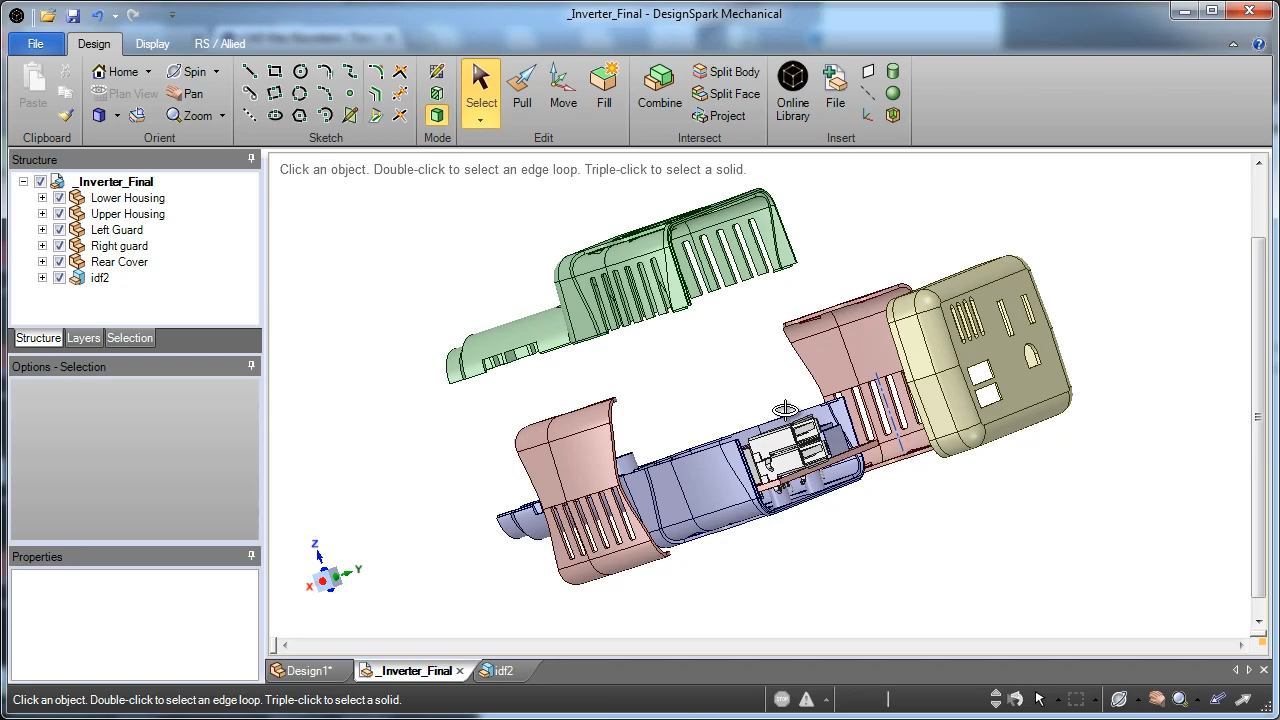 _Inverter_Final - DesignSpark Mechanical
File Design Display RS / Allied
Paste
Clipboard
Home Spin
Plan View Pan
Zoom
Orient
Sketch
Mode
Select Pull Move Fill
Edit
Combine
Split Body
Split Face
Project
Intersect
Online Library
File
Insert
Structure
_Inverter_Final
Lower Housing
Upper Housing
Left Guard
Right guard
Rear Cover
idf2
Structure Layers Selection
Options - Selection
Properties
Click an object. Double-click to select an edge loop. Triple-click to select a solid.
Z
Y
X
Design1* _Inverter_Final idf2
Click an object. Double-click to select an edge loop. Triple-click to select a solid.